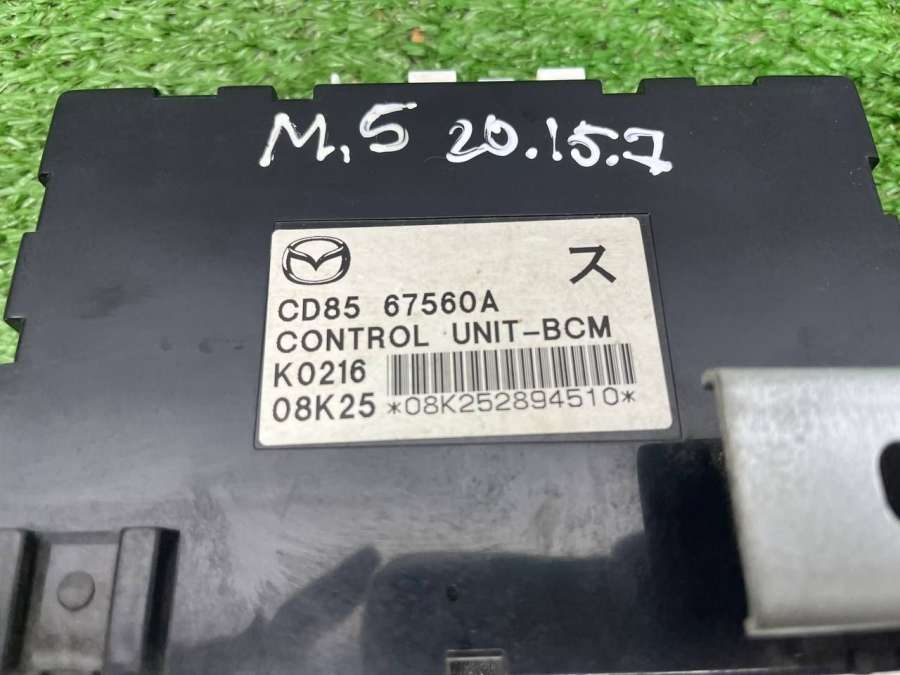 M.5 20.15.7
ス
CD85 67560A
CONTROL UNIT-BCM
K0216
08K25 *08K252894510*